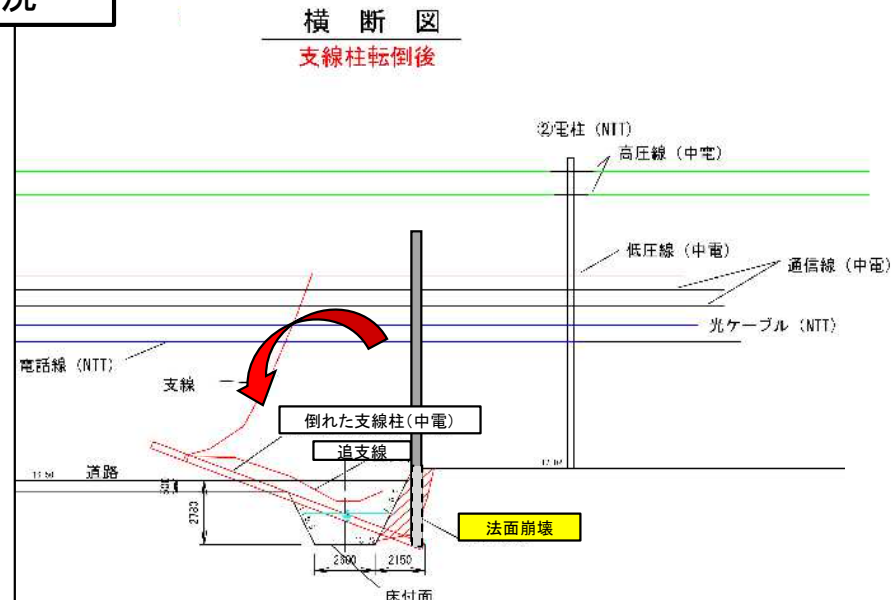 況
横断図
支線柱転倒後
②電柱（NTT）
高圧線（中電）
低圧線（中電）
通信線（中電）
光ケーブル（NTT）
電話線（NTT）
支線
倒れた支線柱（中電）
追支線
道路
2780
法面崩壊
2150
床付面